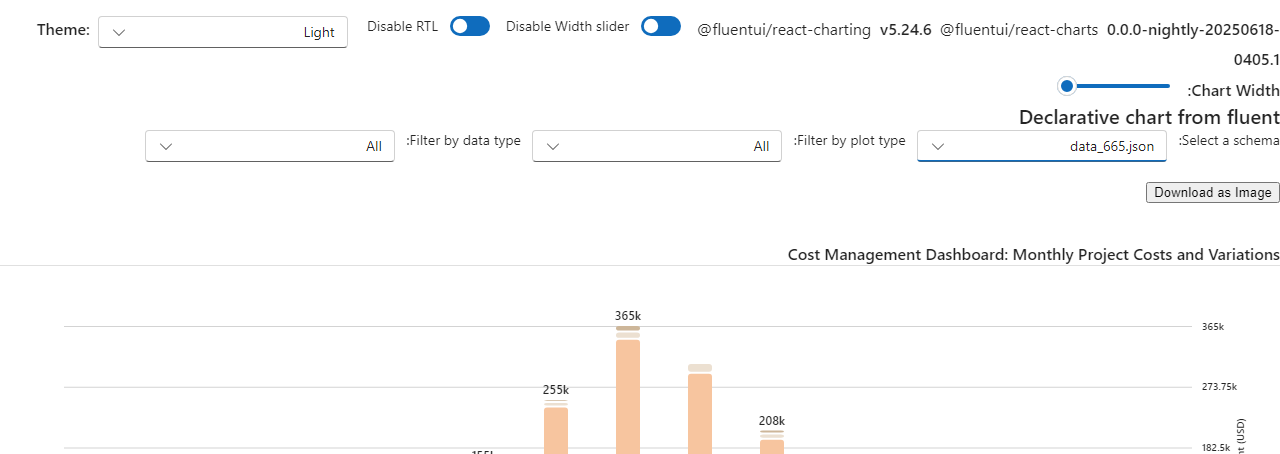 Theme: Light Disable RTL Disable Width slider @fluentui/react-charting v5.24.6 @fluentui/react-charts 0.0.0-nightly-20250618-
0405.1
:Chart Width
Declarative chart from fluent
:Select a schema data_665.json :Filter by plot type All :Filter by data type All
Download as Image
Cost Management Dashboard: Monthly Project Costs and Variations
365k
365k
255k
273.75k
208k
182.5k
(USD)